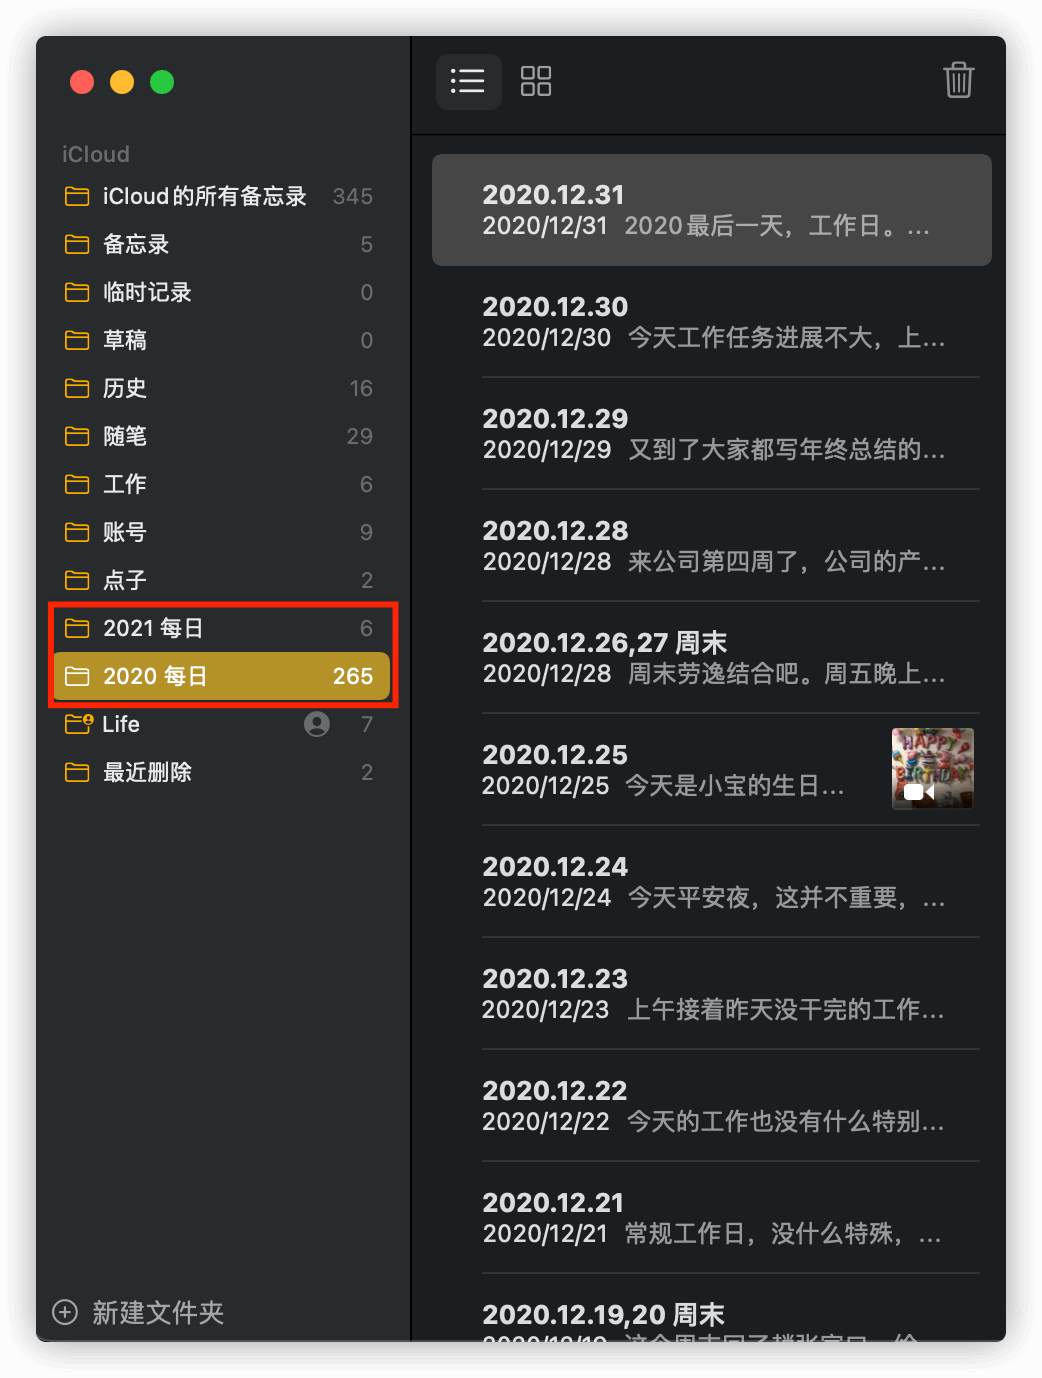 iCloud
iCloud的所有备忘录 345
备忘录 5
临时记录 0
草稿 0
历史 16
随笔 29
工作 6
账号 9
点子 2
2021 每日 6
2020 每日 265
Life 7
最近删除 2
新建文件夹
2020.12.31
2020/12/31 2020最后一天，工作日。...
2020.12.30
2020/12/30 今天工作任务进展不大，上...
2020.12.29
2020/12/29 又到了大家都写年终总结的...
2020.12.28
2020/12/28 来公司第四周了，公司的产...
2020.12.26,27 周末
2020/12/28 周末劳逸结合吧。周五晚上...
2020.12.25
2020/12/25 今天是小宝的生日...
HAPPY
BIRTHDAY
2020.12.24
2020/12/24 今天平安夜，这并不重要，...
2020.12.23
2020/12/23 上午接着昨天没干完的工作...
2020.12.22
2020/12/22 今天的工作也没有什么特别...
2020.12.21
2020/12/21 常规工作日，没什么特殊，...
2020.12.19,20 周末